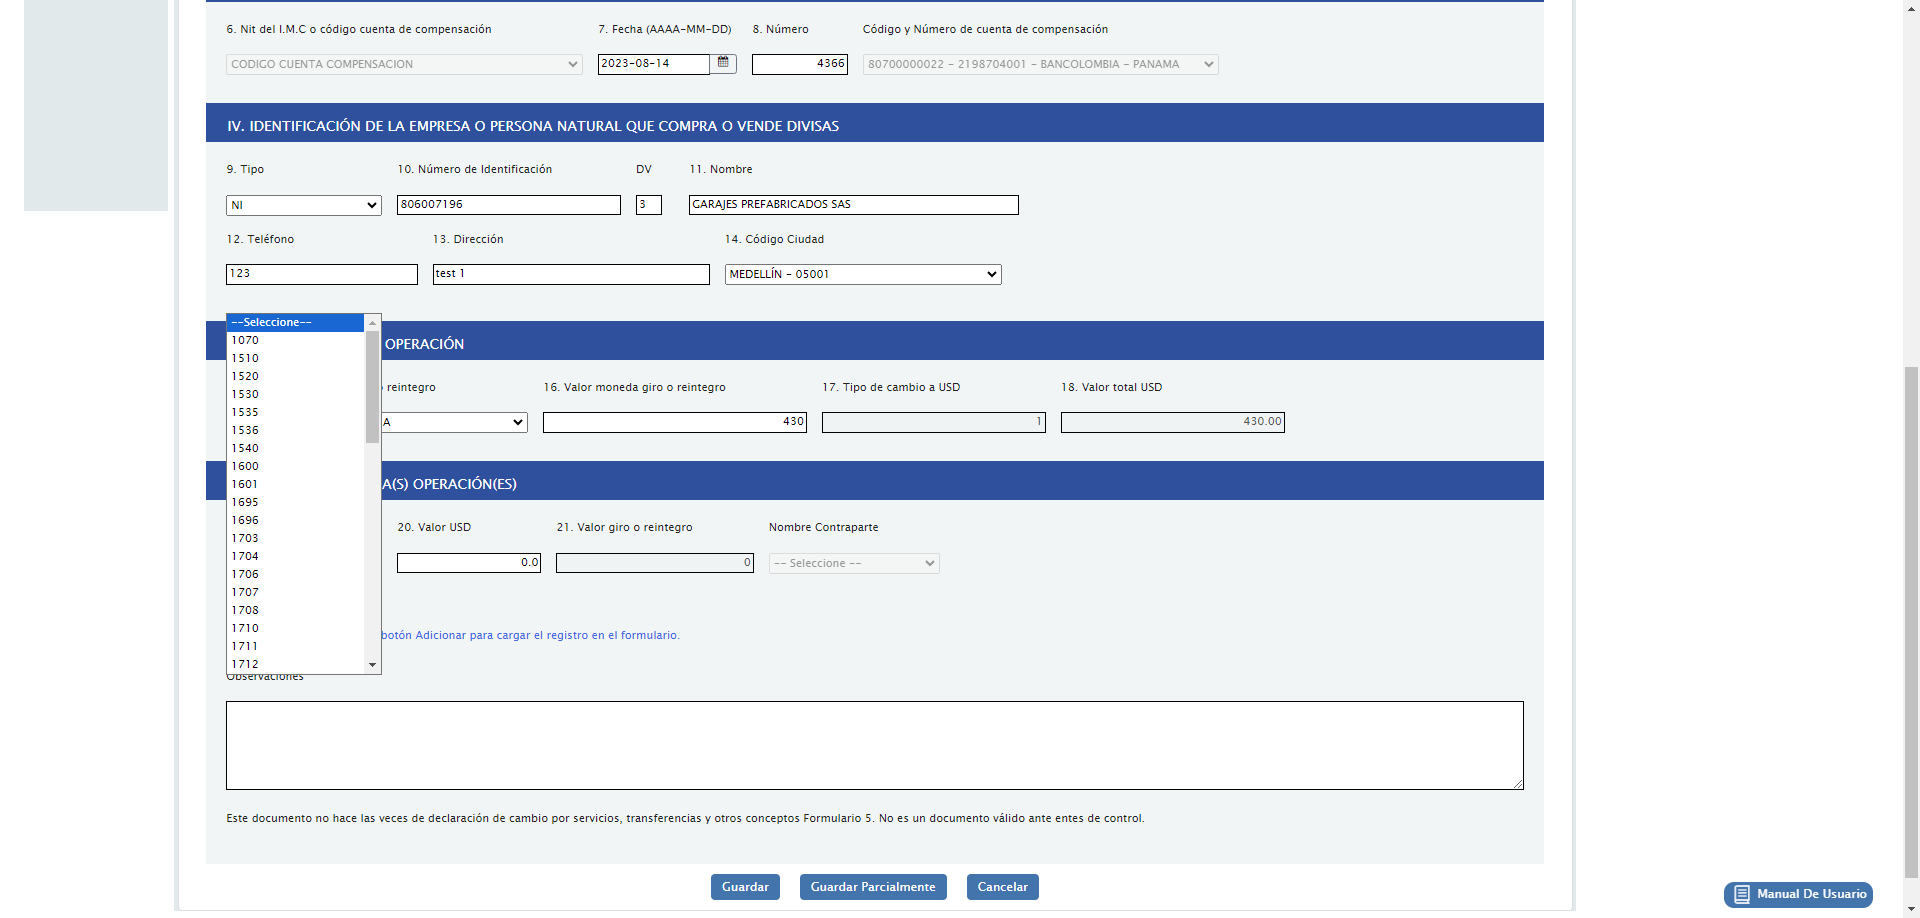 6. Nit del I.M.C o código cuenta de compensación
7. Fecha (AAAA-MM-DD)
8. Número
Código y Número de cuenta de compensación
CODIGO CUENTA COMPENSACION
2023-08-14
4366
80700000022 - 2198704001 - BANCOLOMBIA - PANAMA
IV. IDENTIFICACIÓN DE LA EMPRESA O PERSONA NATURAL QUE COMPRA O VENDE DIVISAS
9. Tipo
10. Número de Identificación
DV
11. Nombre
NI
806007196
3
GARAJES PREFABRICADOS SAS
12. Teléfono
13. Dirección
14. Código Ciudad
123
test 1
MEDELLÍN - 05001
--Seleccione--
1070
1510
1520
1530
1535
1536
1540
1600
1601
1695
1696
1703
1704
1706
1707
1708
1710
1711
1712
OPERACIÓN
reintegro
16. Valor moneda giro o reintegro
17. Tipo de cambio a USD
18. Valor total USD
A
430
1
430.00
A(S) OPERACIÓN(ES)
20. Valor USD
21. Valor giro o reintegro
Nombre Contraparte
0.0
0
-- Seleccione --
botón Adicionar para cargar el registro en el formulario.
Observaciones
Este documento no hace las veces de declaración de cambio por servicios, transferencias y otros conceptos Formulario 5. No es un documento válido ante entes de control.
Guardar
Guardar Parcialmente
Cancelar
Manual De Usuario